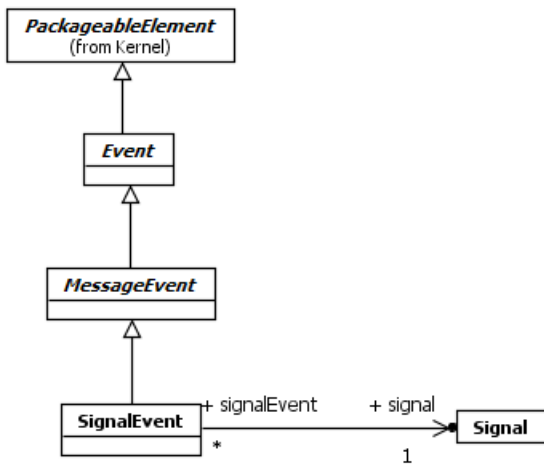 PackageableElement
(from Kernel)
Event
MessageEvent
+ signalEvent
+ signal
SignalEvent
Signal
*
1